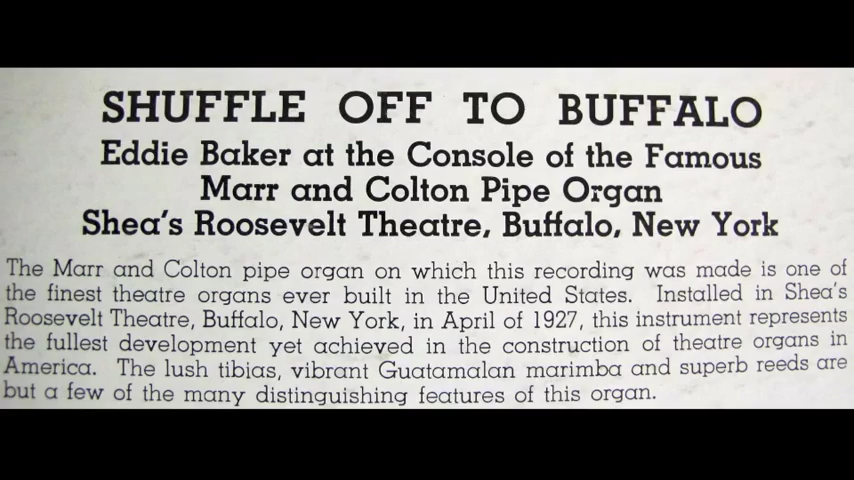 SHUFFLE OFF TO BUFFALO
Eddie Baker at the Console of the Famous
Marr and Colton Pipe Organ
Shea's Roosevelt Theatre, Buffalo, New York
The Marr and Colton pipe organ on which this recording was made is one of
the finest theatre organs ever built in the United States. Installed in Shea's
Roosevelt Theatre, Buffalo, New York, in April of 1927, this instrument represents
the fullest development yet achieved in the construction of theatre organs in
America. The lush tibias, vibrant Guatamalan marimba and superb reeds are
but a few of the many distinguishing features of this organ.